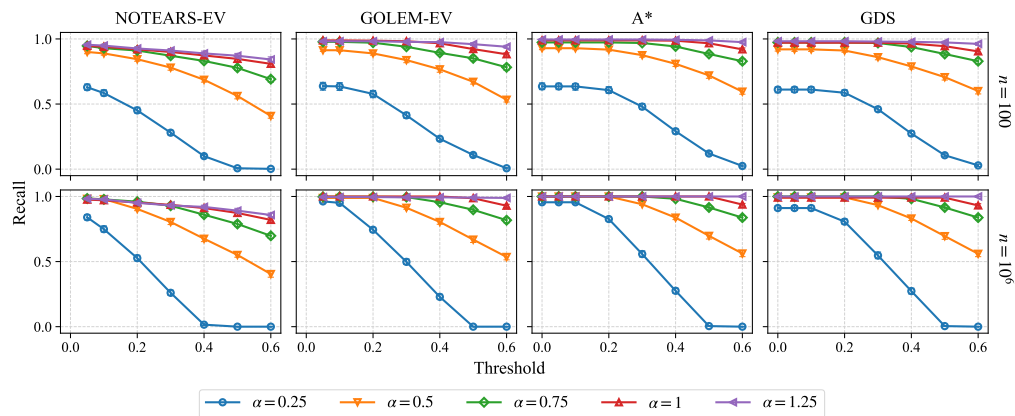 NOTEARS-EV GOLEM-EV A* GDS
1.0
0.5
0.0
n = 100
Recall
1.0
0.5
0.0
n = 10⁶
0.0 0.2 0.4 0.6 0.0 0.2 0.4 0.6 0.0 0.2 0.4 0.6 0.0 0.2 0.4 0.6
Threshold
α = 0.25 α = 0.5 α = 0.75 α = 1 α = 1.25